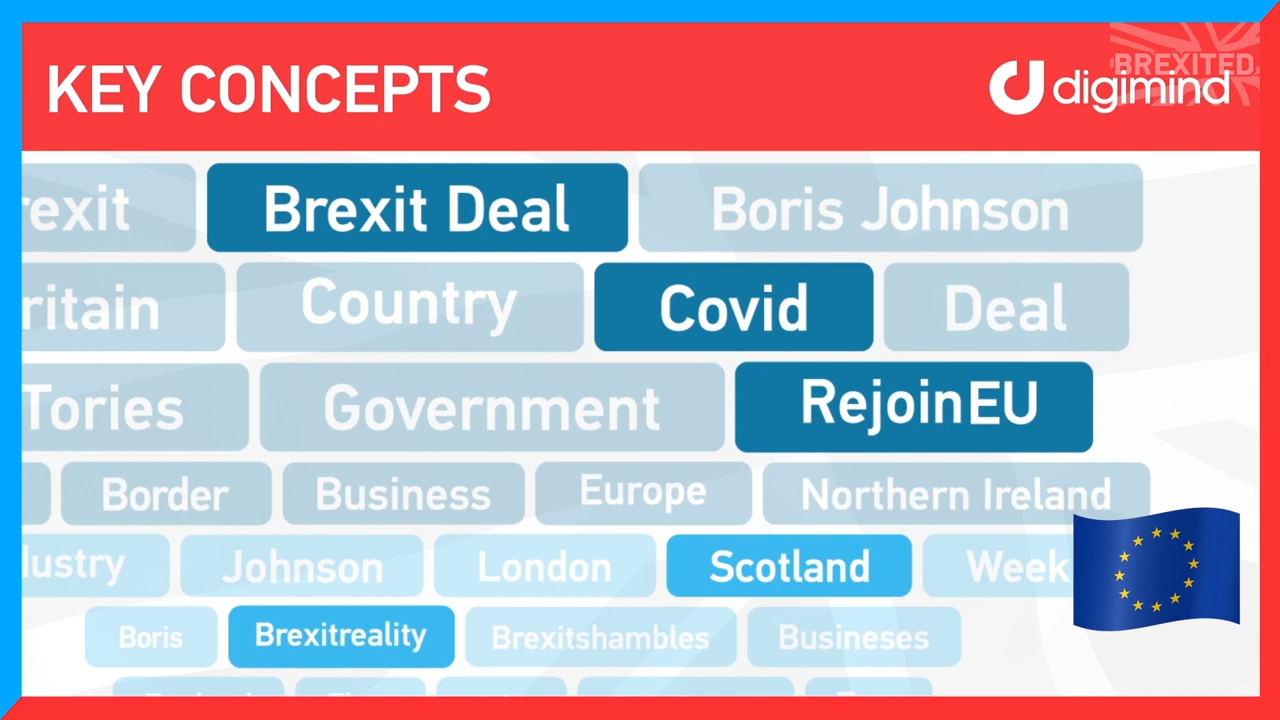 KEY CONCEPTS
BREXITED
digimind
rexit Brexit Deal Boris Johnson
ritain Country Covid Deal
Tories Government RejoinEU
Border Business Europe Northern Ireland
lustry Johnson London Scotland Week
Boris Brexitreality Brexitshambles Busineses